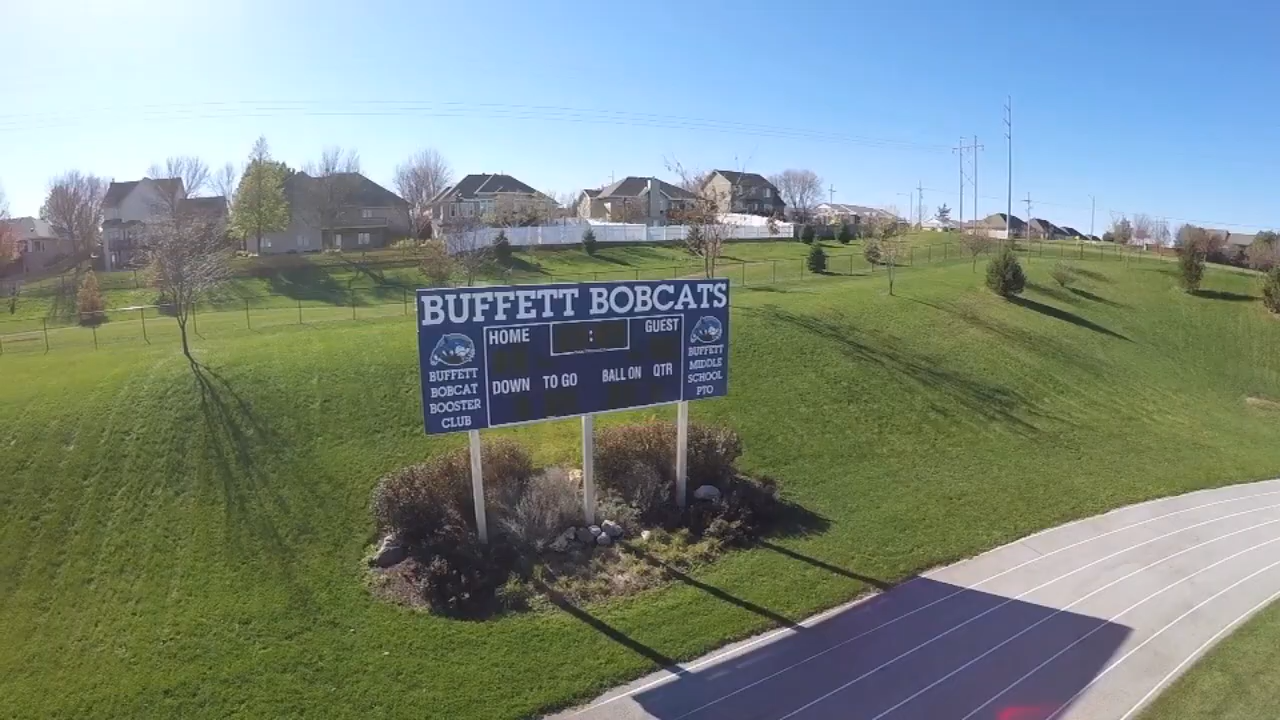 BUFFETT BOBCATS
HOME
:
GUEST
DOWN
TO GO
BALL ON
QTR
BUFFETT
BOBCAT
BOOSTER
CLUB
BUFFETT
MIDDLE
SCHOOL
PTO